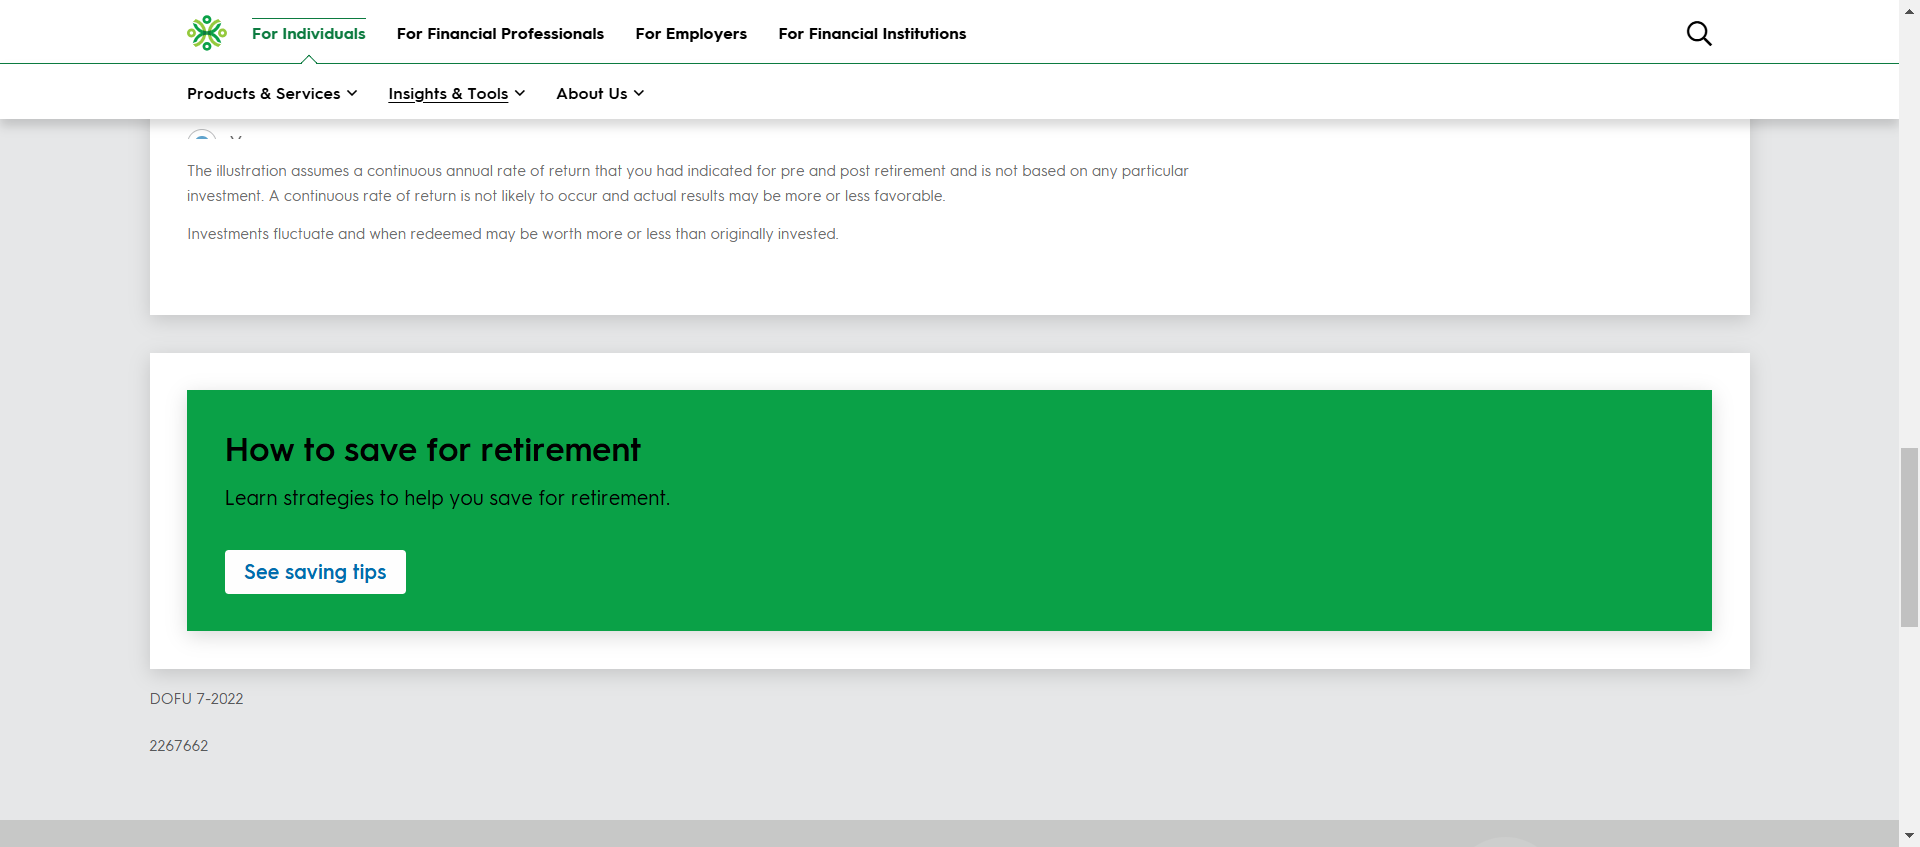 For Individuals
For Financial Professionals
For Employers
For Financial Institutions
Products & Services
Insights & Tools
About Us
The illustration assumes a continuous annual rate of return that you had indicated for pre and post retirement and is not based on any particular
investment. A continuous rate of return is not likely to occur and actual results may be more or less favorable.
Investments fluctuate and when redeemed may be worth more or less than originally invested.
How to save for retirement
Learn strategies to help you save for retirement.
See saving tips
DOFU 7-2022
2267662